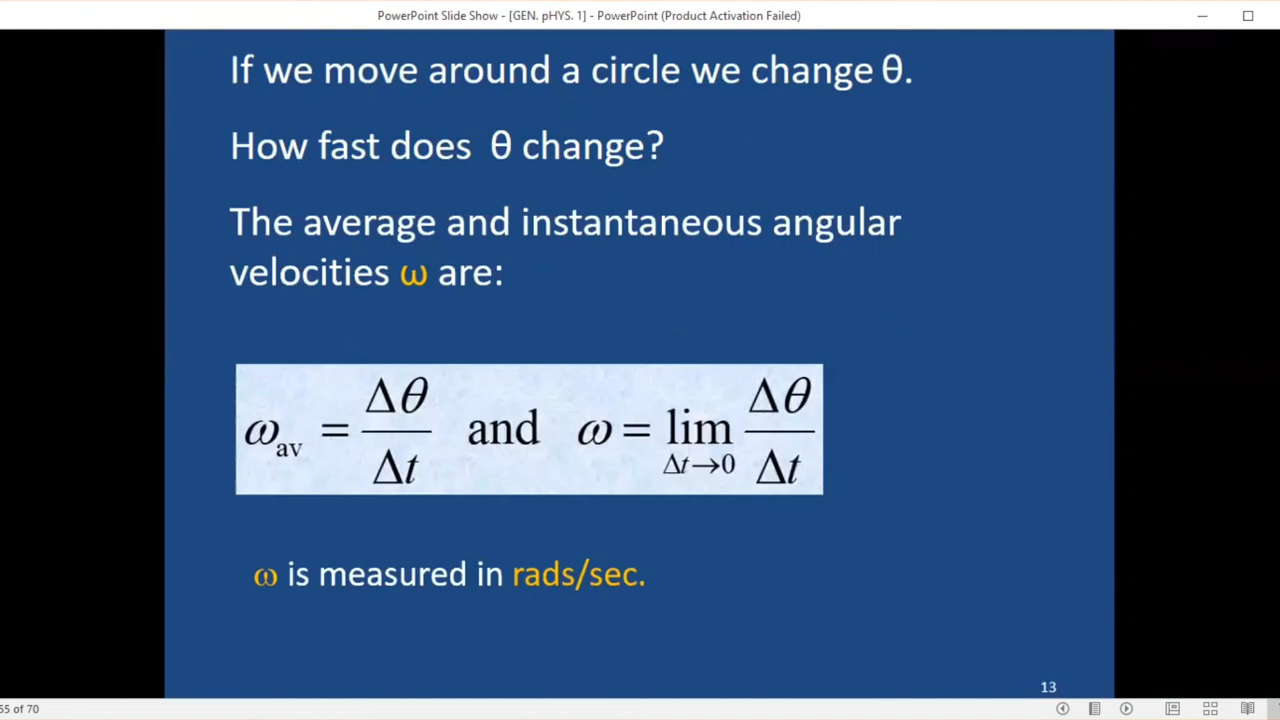 PowerPoint Slide Show - [GEN. pHYS. 1] - PowerPoint (Product Activation Failed)
If we move around a circle we change θ.
How fast does θ change?
The average and instantaneous angular
velocities ω are:
ω_av = Δθ/Δt and ω = lim_{Δt→0} Δθ/Δt
ω is measured in rads/sec.
13
55 of 70